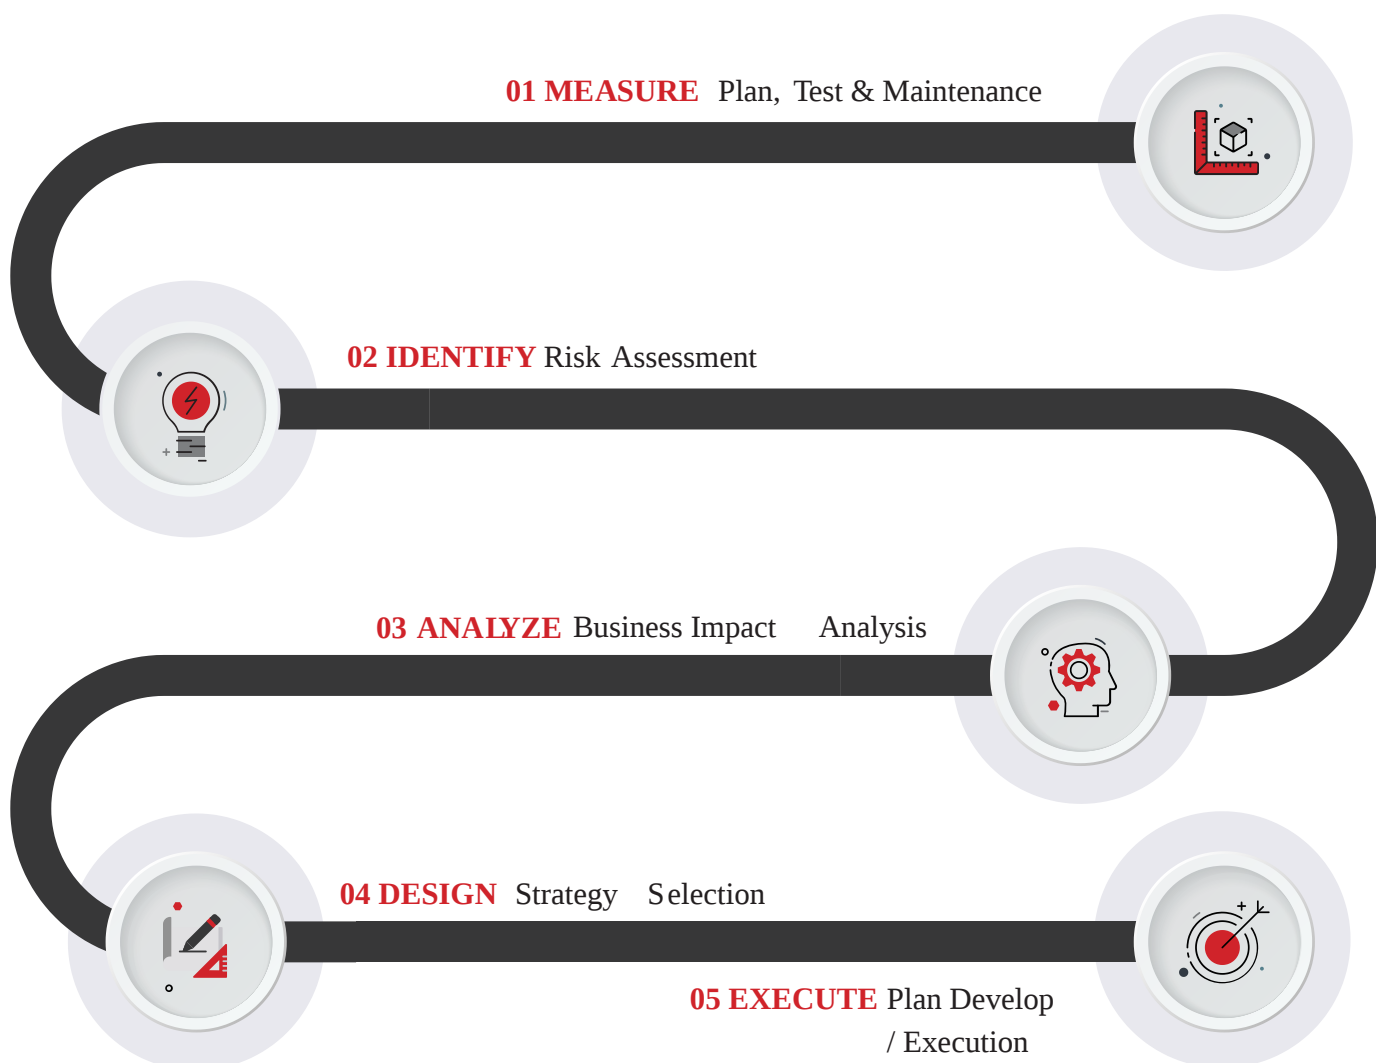 01 MEASURE Plan, Test & Maintenance
02 IDENTIFY Risk Assessment
03 ANALYZE Business Impact Analysis
04 DESIGN Strategy Selection
05 EXECUTE Plan Develop
/ Execution